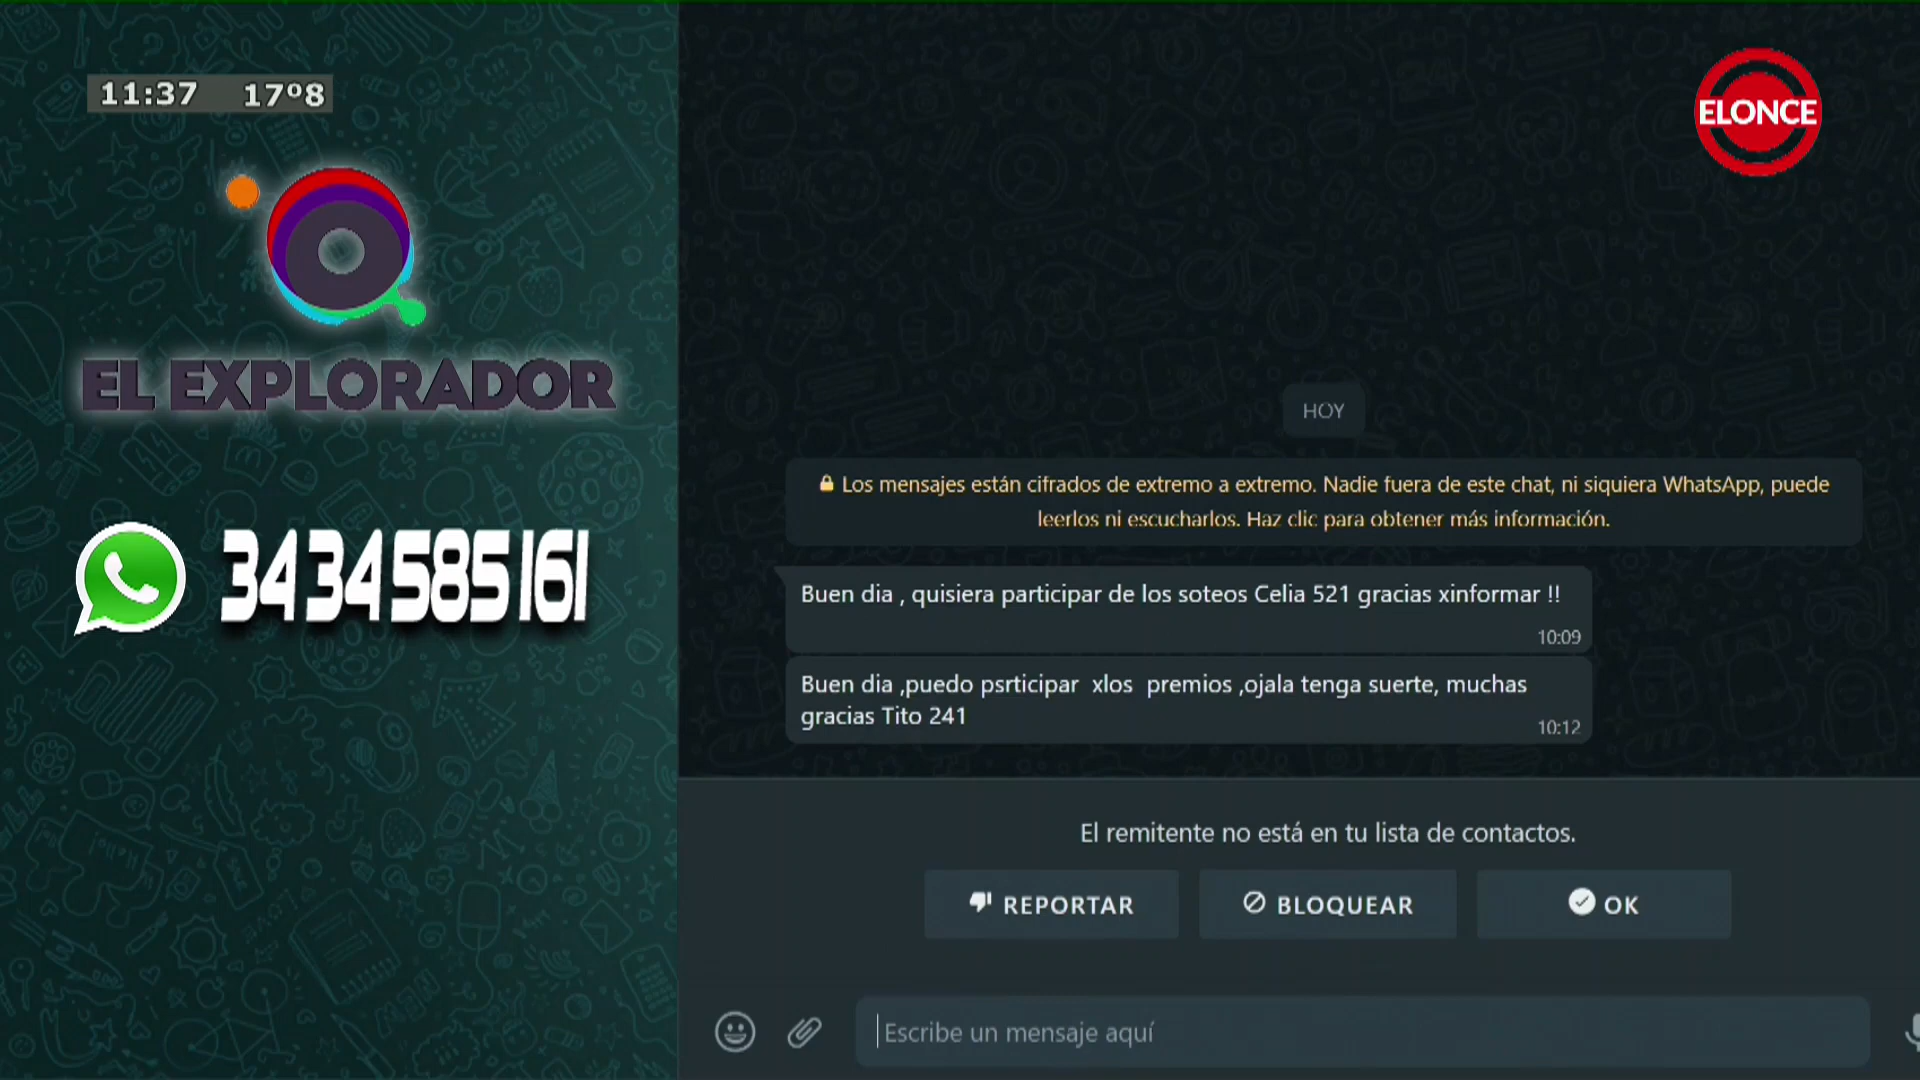 11:37 17º8
ELONCE
EL EXPLORADOR
3434585161
HOY
Los mensajes están cifrados de extremo a extremo. Nadie fuera de este chat, ni siquiera WhatsApp, puede
leerlos ni escucharlos. Haz clic para obtener más información.
Buen dia , quisiera participar de los soteos Celia 521 gracias xinformar !!
10:09
Buen dia ,puedo psrticipar xlos premios ,ojala tenga suerte, muchas
gracias Tito 241
10:12
El remitente no está en tu lista de contactos.
REPORTAR
BLOQUEAR
OK
Escribe un mensaje aquí